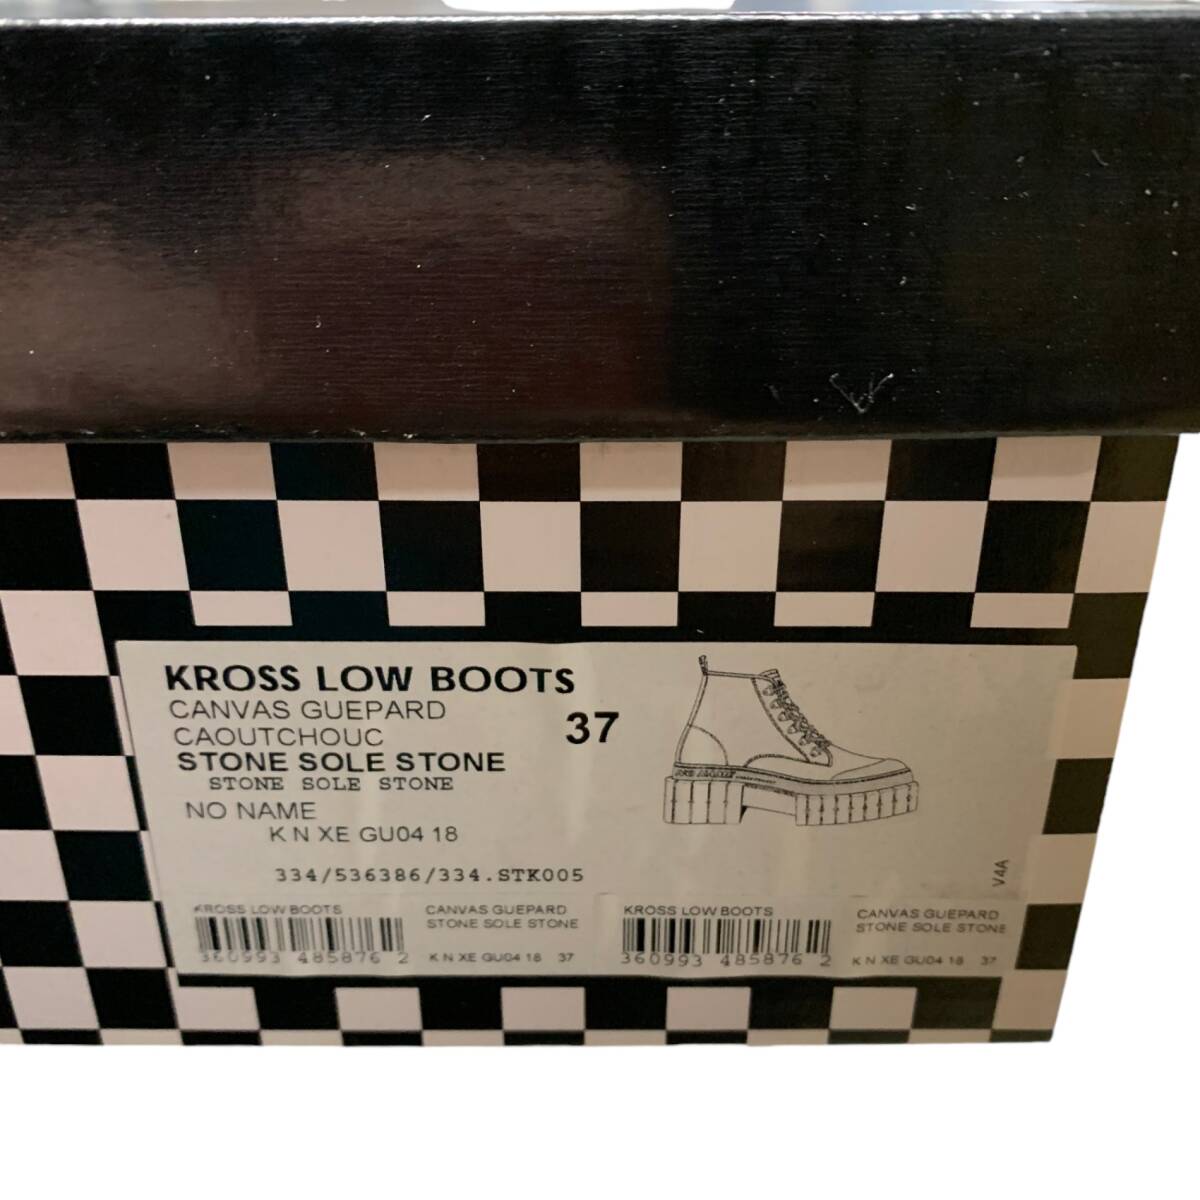 KROSS LOW BOOTS
CANVAS GUEPARD
CAOUTCHOUC
37
STONE SOLE STONE
STONE SOLE STONE
NO NAME
K N XE GU04 18
334/536386/334.STK005
NO NAME
V4A
KROSS LOW BOOTS
CANVAS GUEPARD
STONE SOLE STONE
360993 485876 2
K N XE GU04 18 37
KROSS LOW BOOTS
CANVAS GUEPARD
STONE SOLE STONE
360993 485876 2
K N XE GU04 18 37